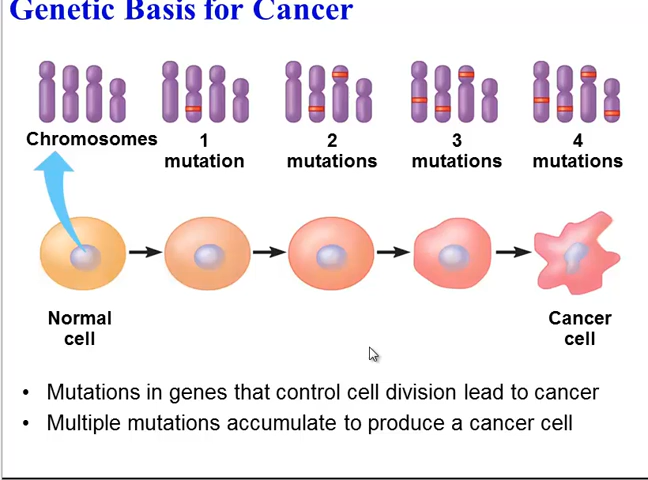 Genetic Basis for Cancer
Chromosomes
1
mutation
2
mutations
3
mutations
4
mutations
Normal
cell
Cancer
cell
• Mutations in genes that control cell division lead to cancer
• Multiple mutations accumulate to produce a cancer cell